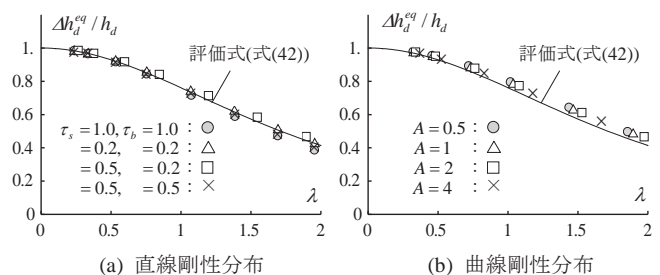 Δh_d^{eq} / h_d
1.
0.8
0.6
0.4
0.2
0
0 0.5 1 1.5 2
λ
評価式(式(42))
τ_s = 1.0, τ_b = 1.0 : ●
= 0.2, = 0.2 : △
= 0.5, = 0.2 : □
= 0.5, = 0.5 : ×
(a) 直線剛性分布
Δh_d^{eq} / h_d
1.
0.8
0.6
0.4
0.2
0
0 0.5 1 1.5 2
λ
評価式(式(42))
A = 0.5 : ●
A = 1 : △
A = 2 : □
A = 4 : ×
(b) 曲線剛性分布